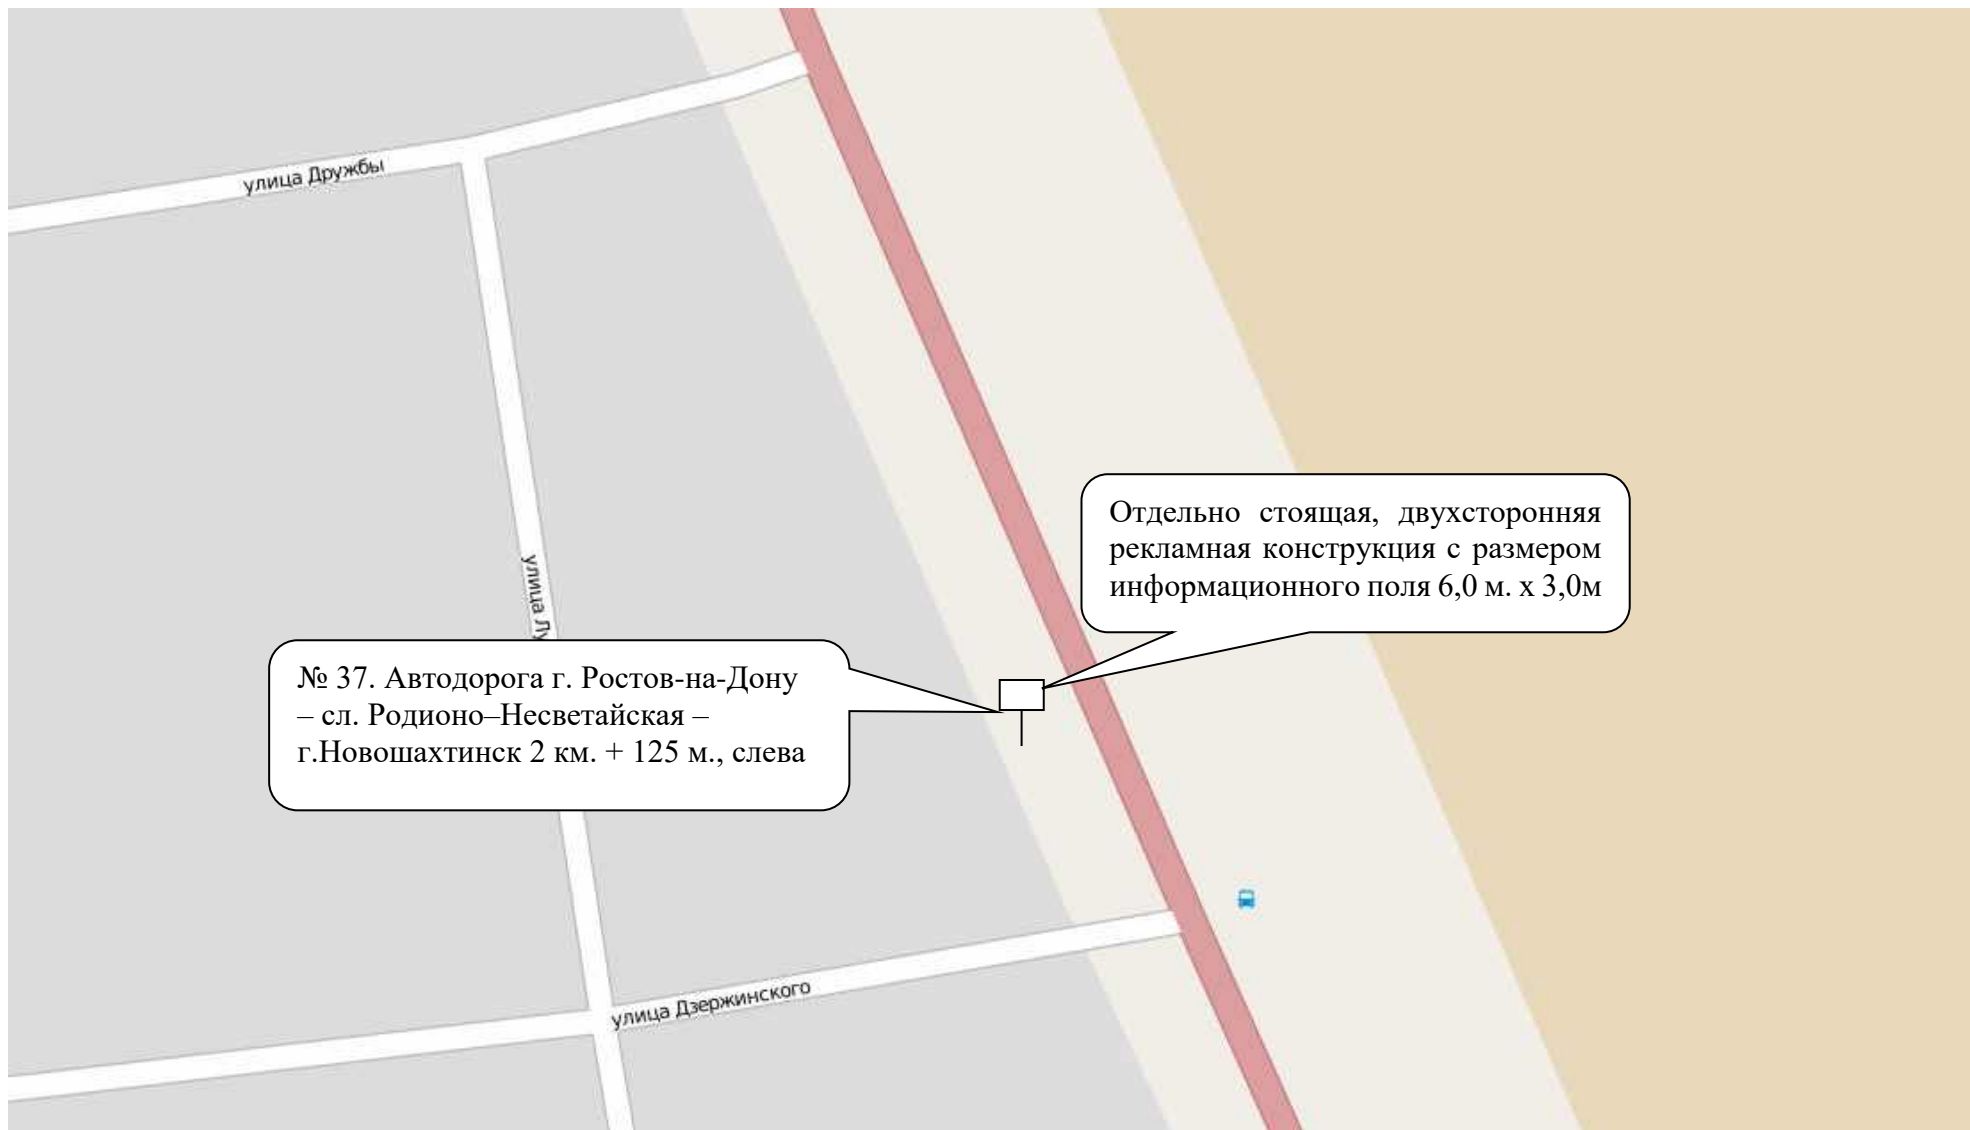 улица Дружбы
Отдельно стоящая, двухсторонняя
рекламная конструкция с размером
информационного поля 6,0 м. х 3,0м
улица
№ 37. Автодорога г. Ростов-на-Дону
– сл. Родионо–Несветайская –
г.Новошахтинск 2 км. + 125 м., слева
улица Дзержинского